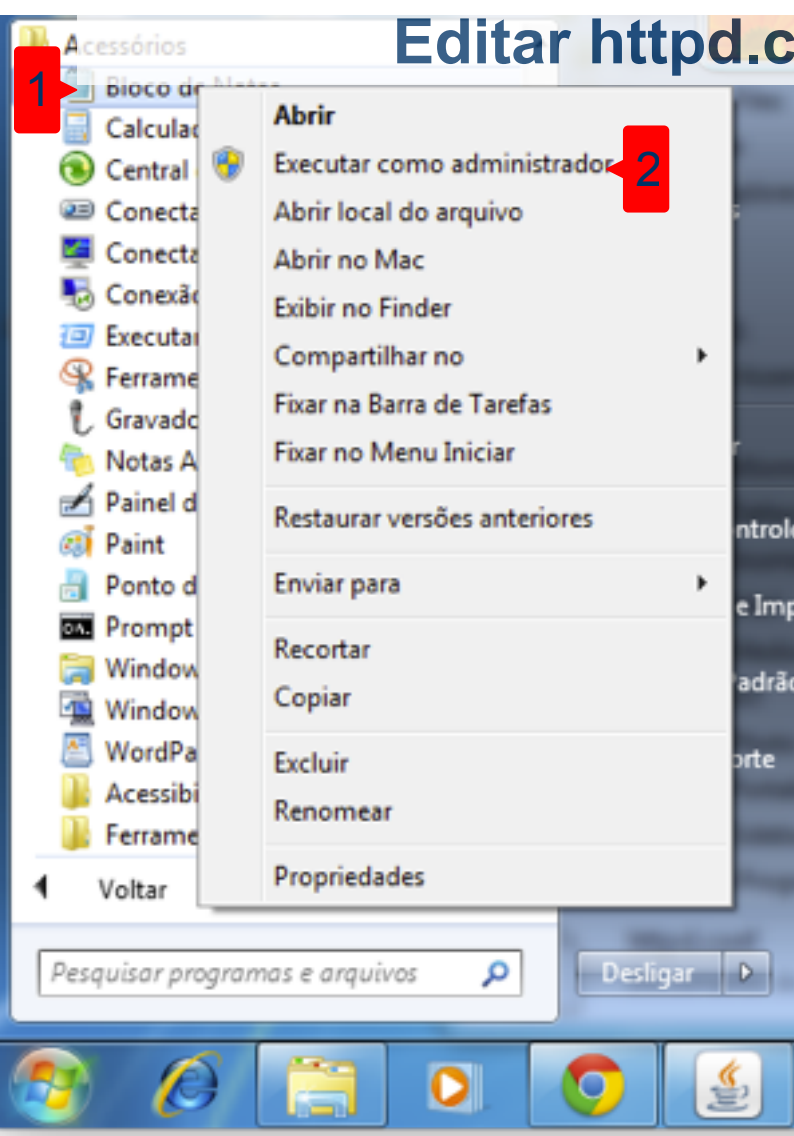 Editar httpd.c
Acessórios
1
Bloco de Notas
Calculad
Central
Conecta
Conecta
Conexão
Executar
Ferrame
Gravado
Notas A
Painel d
Paint
Ponto d
Prompt
Window
Window
WordPa
Acessibi
Ferrame
Voltar
Abrir
Executar como administrador
2
Abrir local do arquivo
Abrir no Mac
Exibir no Finder
Compartilhar no
Fixar na Barra de Tarefas
Fixar no Menu Iniciar
Restaurar versões anteriores
Enviar para
Recortar
Copiar
Excluir
Renomear
Propriedades
ntrole
e Imp
adrão
orte
Pesquisar programas e arquivos
Desligar